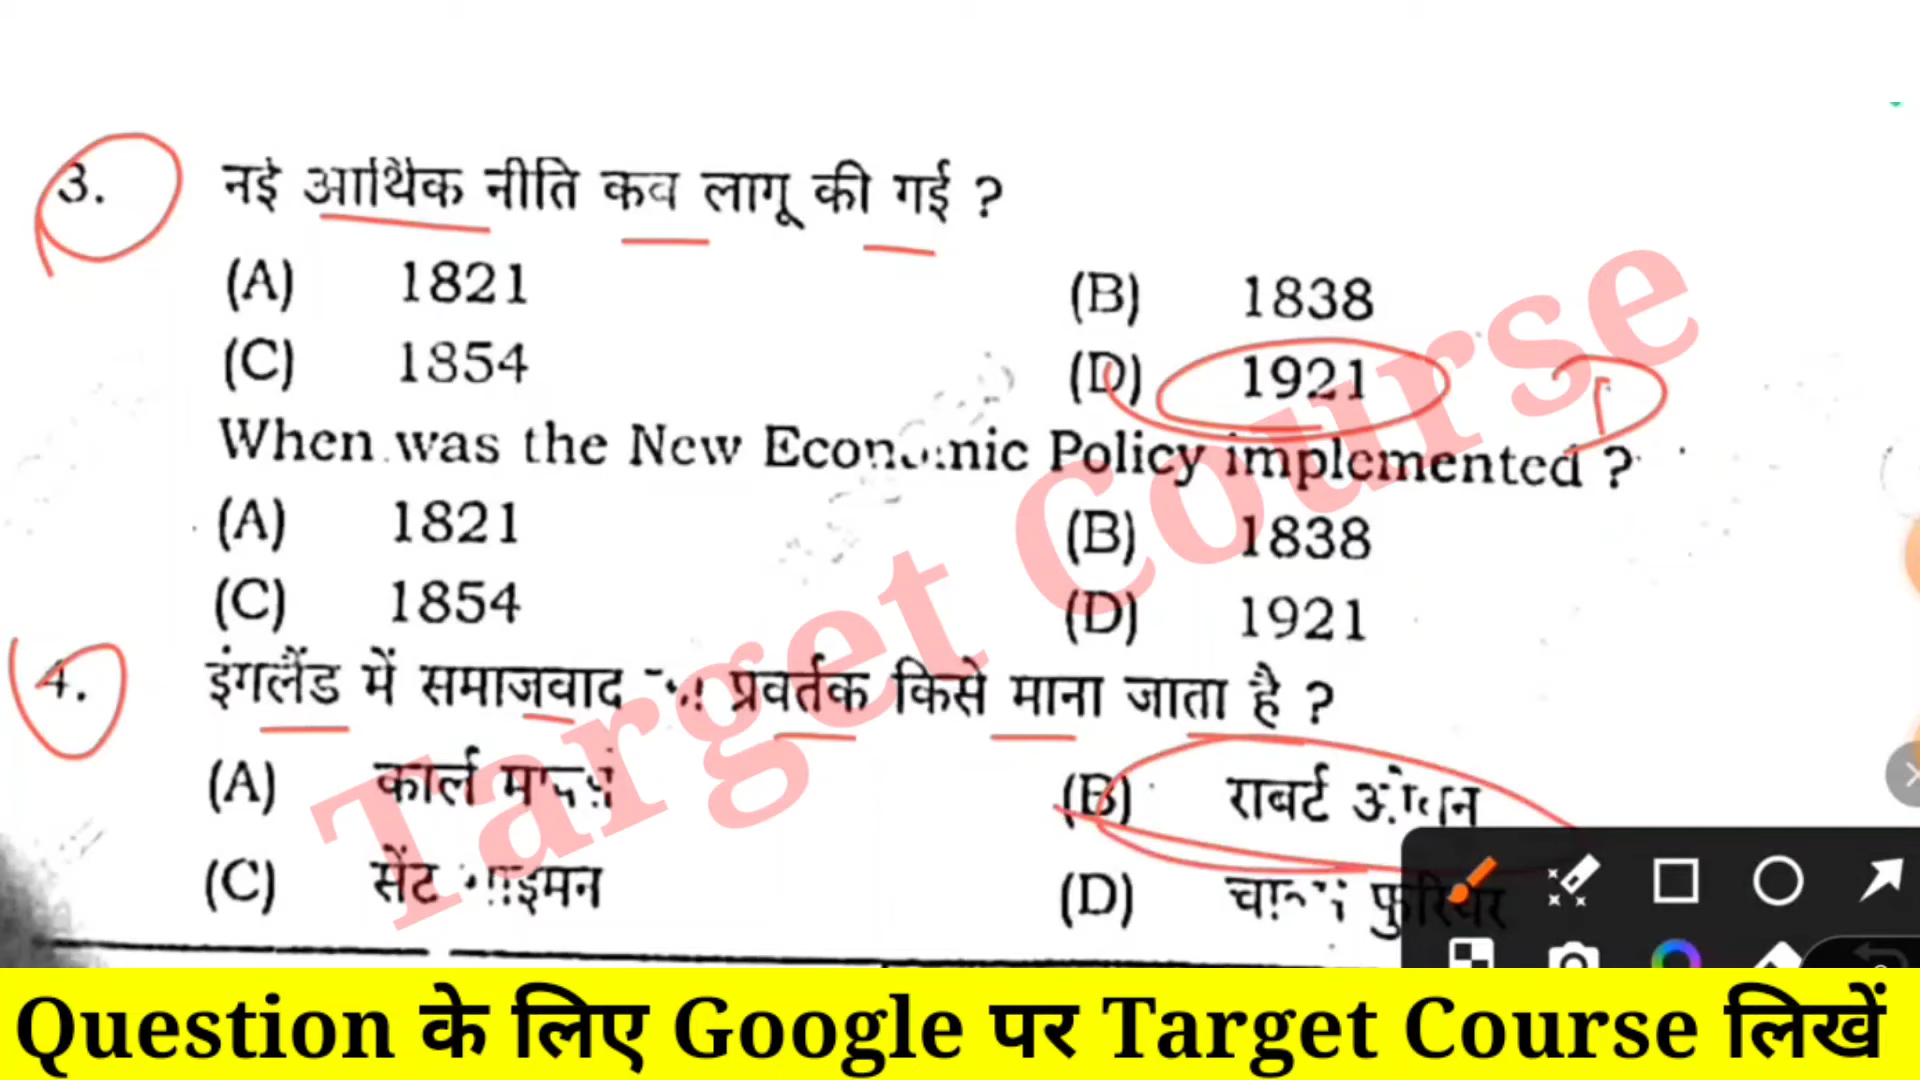 3. नई आर्थिक नीति कब लागू की गई ?
(A) 1821 (B) 1838
(C) 1854 (D) 1921
When was the New Economic Policy implemented ?
(A) 1821 (B) 1838
(C) 1854 (D) 1921
4. इंगलैंड में समाजवाद प्रवर्तक किसे माना जाता है ?
(A) कार्ल (B) राबर्ट
(C) सेंट (D)
Target Course
Question के लिए Google पर Target Course लिखें